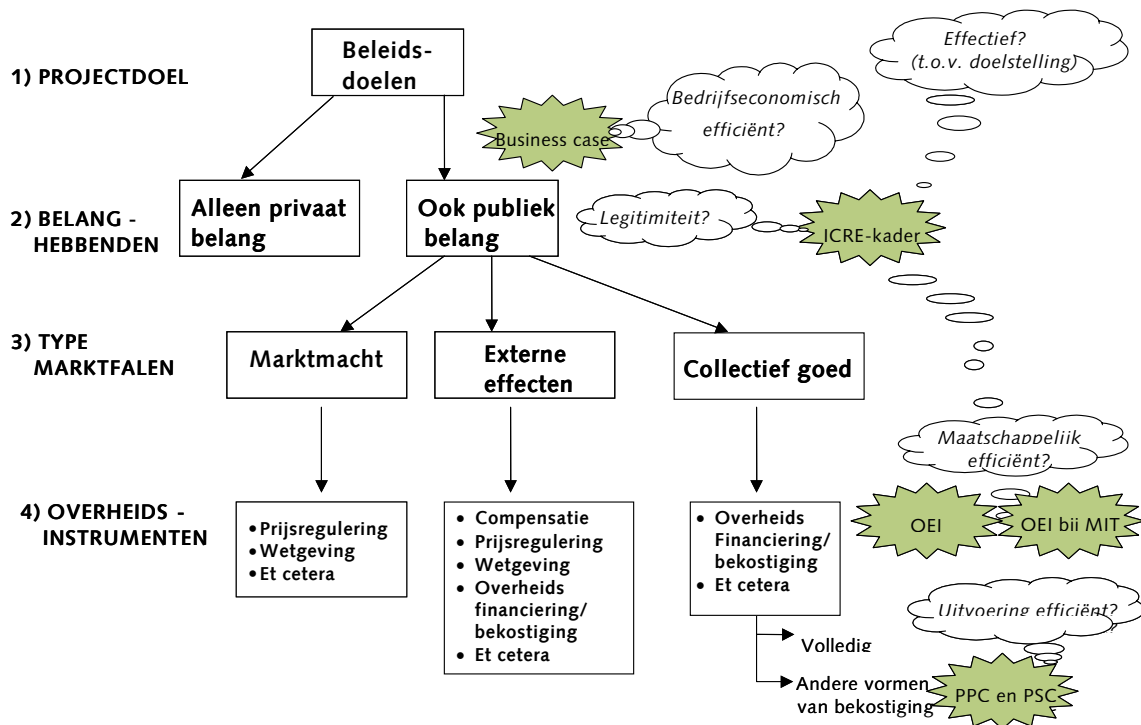 1) PROJECTDOEL
Beleids-
doelen
Bedrijfseconomisch
efficiënt?
Business case
Effectief?
(t.o.v. doelstelling)
2) BELANG -
HEBBENDEN
Alleen privaat
belang
Ook publiek
belang
Legitimiteit?
ICRE-kader
3) TYPE
MARKTFALEN
Marktmacht
Externe
effecten
Collectief goed
Maatschappelijk
efficiënt?
4) OVERHEIDS -
INSTRUMENTEN
• Prijsregulering
• Wetgeving
• Et cetera
• Compensatie
• Prijsregulering
• Wetgeving
• Overheids
financiering/
bekostiging
• Et cetera
• Overheids
Financiering/
bekostiging
• Et cetera
OEI
OEI bij MIT
Uitvoering efficiënt?
Volledig
Andere vormen
van bekostiging
PPC en PSC